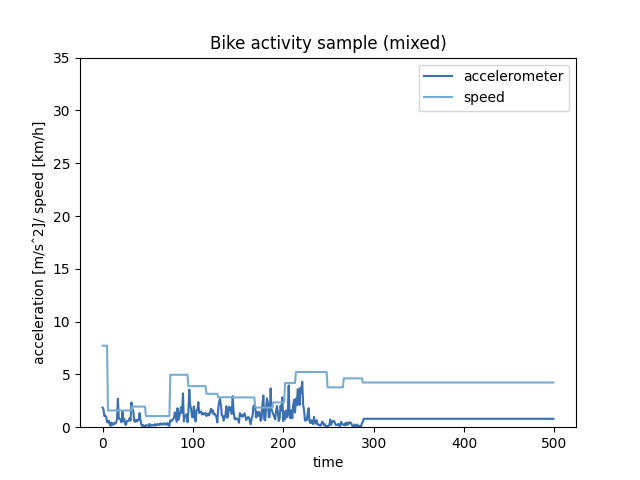 Bike activity sample (mixed)
accelerometer
speed
acceleration [m/sˆ2]/ speed [km/h]
35
30
25
20
15
10
5
0
0 100 200 300 400 500
time